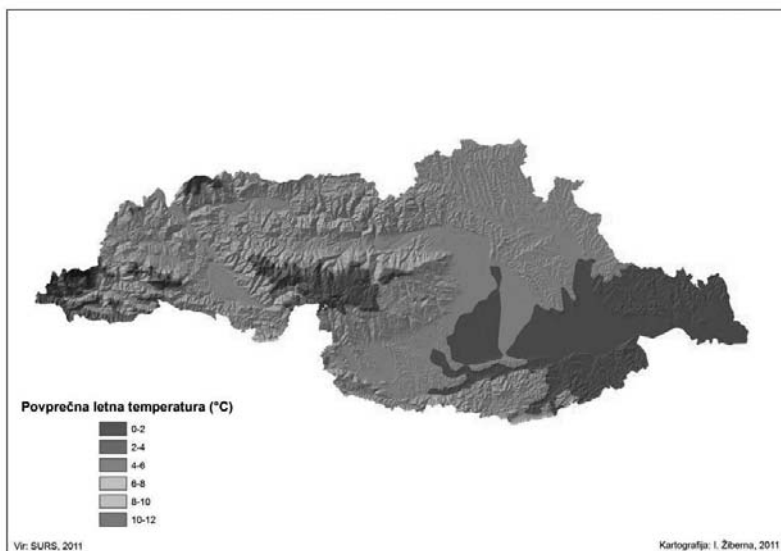 Povprečna letna temperatura (°C)
0-2
2-4
4-6
6-8
8-10
10-12
Vir: SURS, 2011
Kartografija: I. Žiberna, 2011